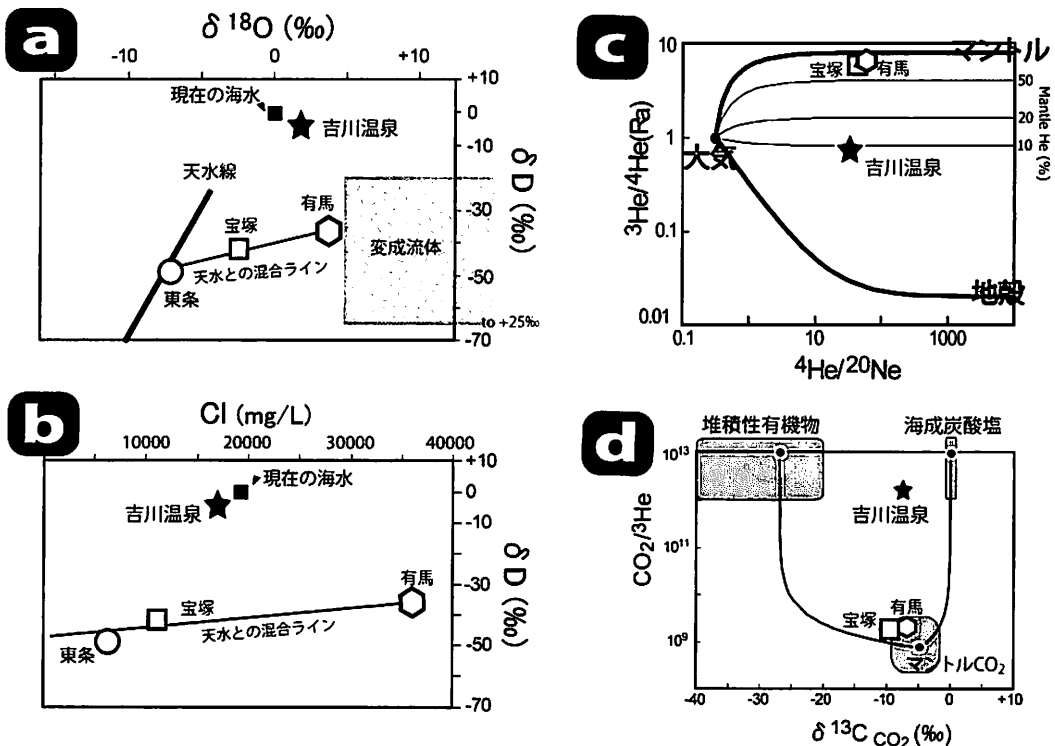 a
δ ¹⁸O (‰)
-10 0 +10
現在の海水
吉川温泉
天水線
有馬
宝塚
変成流体
天水との混合ライン
東条
to +25‰
+10
0
-10
-30
-50
-70
δ D (‰)
b
Cl (mg/L)
10000 20000 30000 40000
現在の海水
吉川温泉
有馬
宝塚
天水との混合ライン
東条
+10
0
-10
-30
-50
-70
δ D (‰)
c
³He/⁴He(Ra)
10
1
0.1
0.01
マントル
宝塚
有馬
大気
吉川温泉
地殻
50
20
10
Mantle He (%)
0.1 10 1000
⁴He/²⁰Ne
d
堆積性有機物
海成炭酸塩
CO₂/³He
10¹³
10¹¹
10⁹
吉川温泉
宝塚
有馬
マントルCO₂
-40 -30 -20 -10 0 +10
δ ¹³C CO₂ (‰)